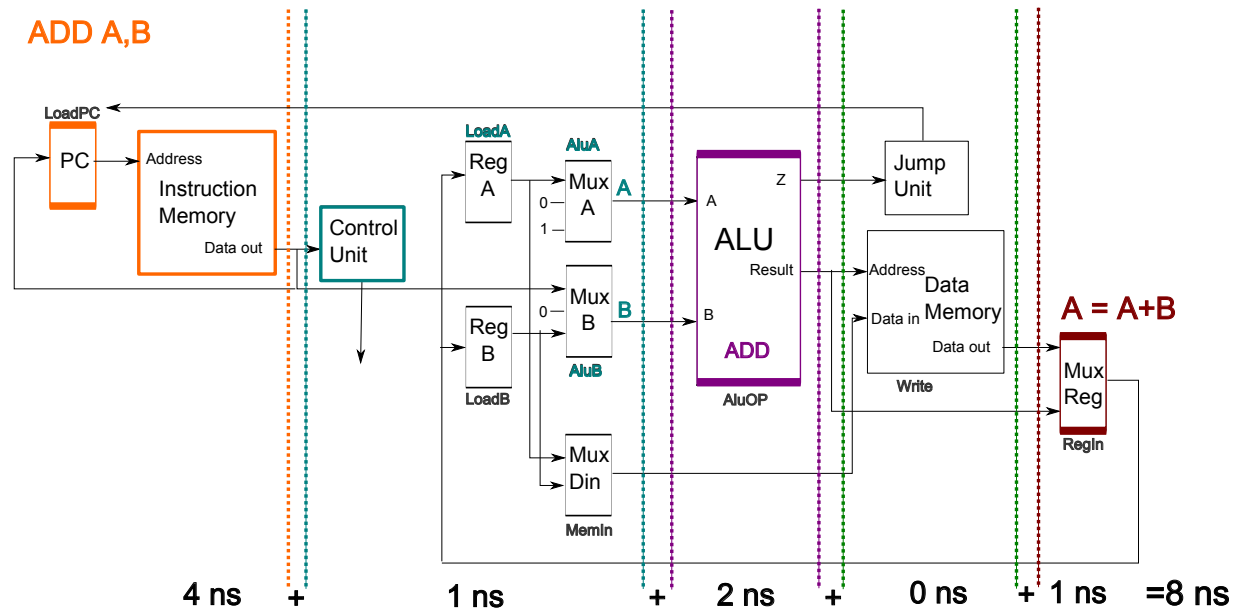 ADD A,B
LoadPC
PC
Address
Instruction
Memory
Data out
Control
Unit
LoadA
Reg
A
Reg
B
LoadB
AluA
Mux
A
0
1
A
Mux
B
0
B
AluB
Mux
Din
MemIn
Z
A
ALU
Result
B
ADD
AluOP
Jump
Unit
Address
Data
Memory
Data in
Data out
Write
A = A+B
Mux
Reg
RegIn
4 ns + 1 ns + 2 ns + 0 ns + 1 ns =8 ns